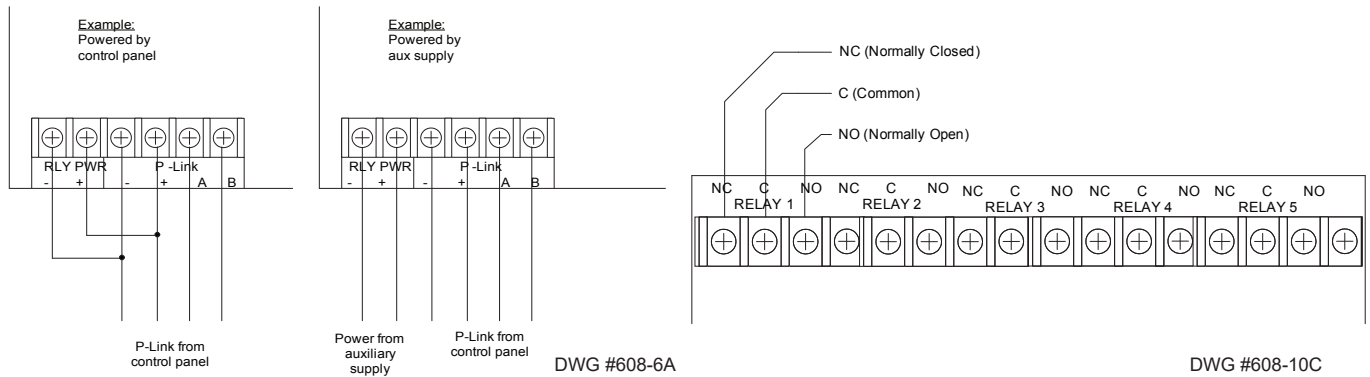 Example:
Powered by
control panel
RLY PWR P -Link
- + - + A B
P-Link from
control panel
Example:
Powered by
aux supply
RLY PWR P -Link
- + - + A B
Power from
auxiliary
supply
P-Link from
control panel
DWG #608-6A
NC (Normally Closed)
C (Common)
NO (Normally Open)
NC C NO NC C NO NC C NO NC C NO NC C NO
RELAY 1 RELAY 2 RELAY 3 RELAY 4 RELAY 5
DWG #608-10C